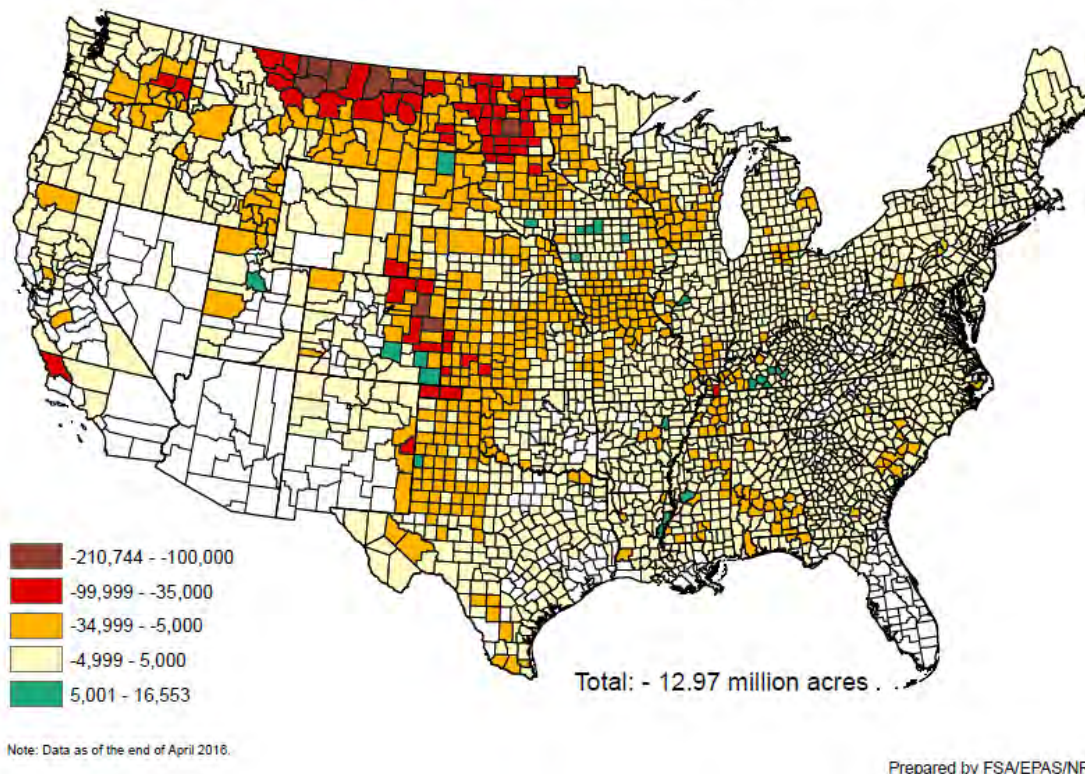 -210,744 - -100,000
-99,999 - -35,000
-34,999 - -5,000
-4,999 - 5,000
5,001 - 16,553
Total: - 12.97 million acres .
Note: Data as of the end of April 2016.
Prepared by FSA/EPAS/NR